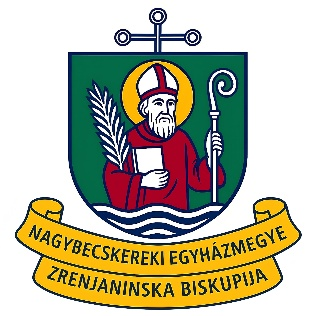 NAGYBECSKEREKI EGYHÁZMEGYE
ZRENJANINSKA BISKUPIJA